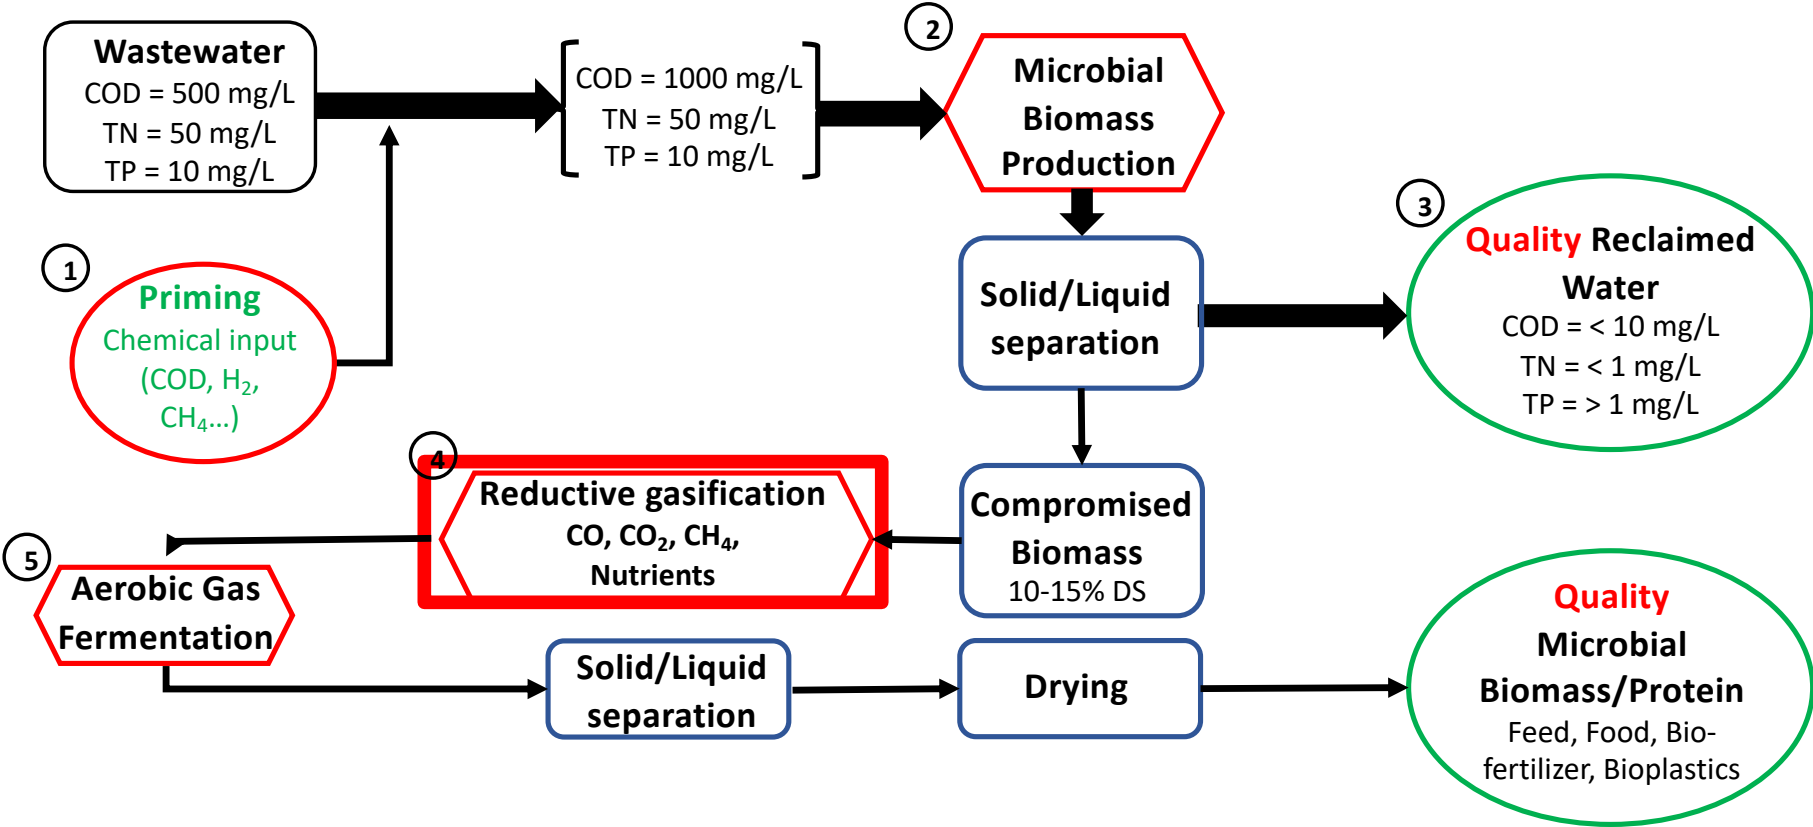 Wastewater
COD = 500 mg/L
TN = 50 mg/L
TP = 10 mg/L
COD = 1000 mg/L
TN = 50 mg/L
TP = 10 mg/L
2
Microbial
Biomass
Production
1
Priming
Chemical input
(COD, H₂,
CH₄...)
Solid/Liquid
separation
3
Quality Reclaimed
Water
COD = < 10 mg/L
TN = < 1 mg/L
TP = > 1 mg/L
Compromised
Biomass
10-15% DS
4
Reductive gasification
CO, CO₂, CH₄,
Nutrients
5
Aerobic Gas
Fermentation
Solid/Liquid
separation
Drying
Quality
Microbial
Biomass/Protein
Feed, Food, Bio-
fertilizer, Bioplastics